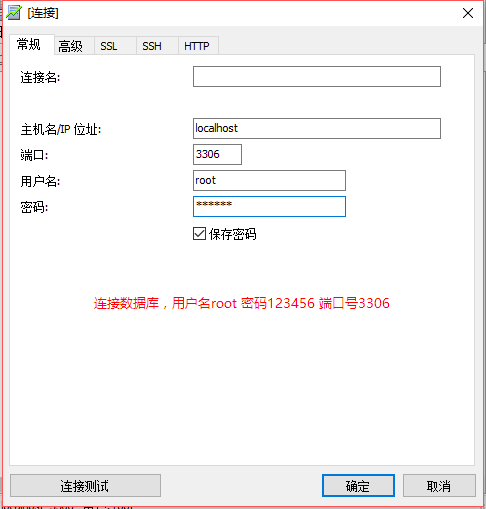 [连接]
常规 高级 SSL SSH HTTP
连接名:
主机名/IP 位址: localhost
端口: 3306
用户名: root
密码: ******
保存密码
连接数据库，用户名root 密码123456 端口号3306
连接测试 确定 取消